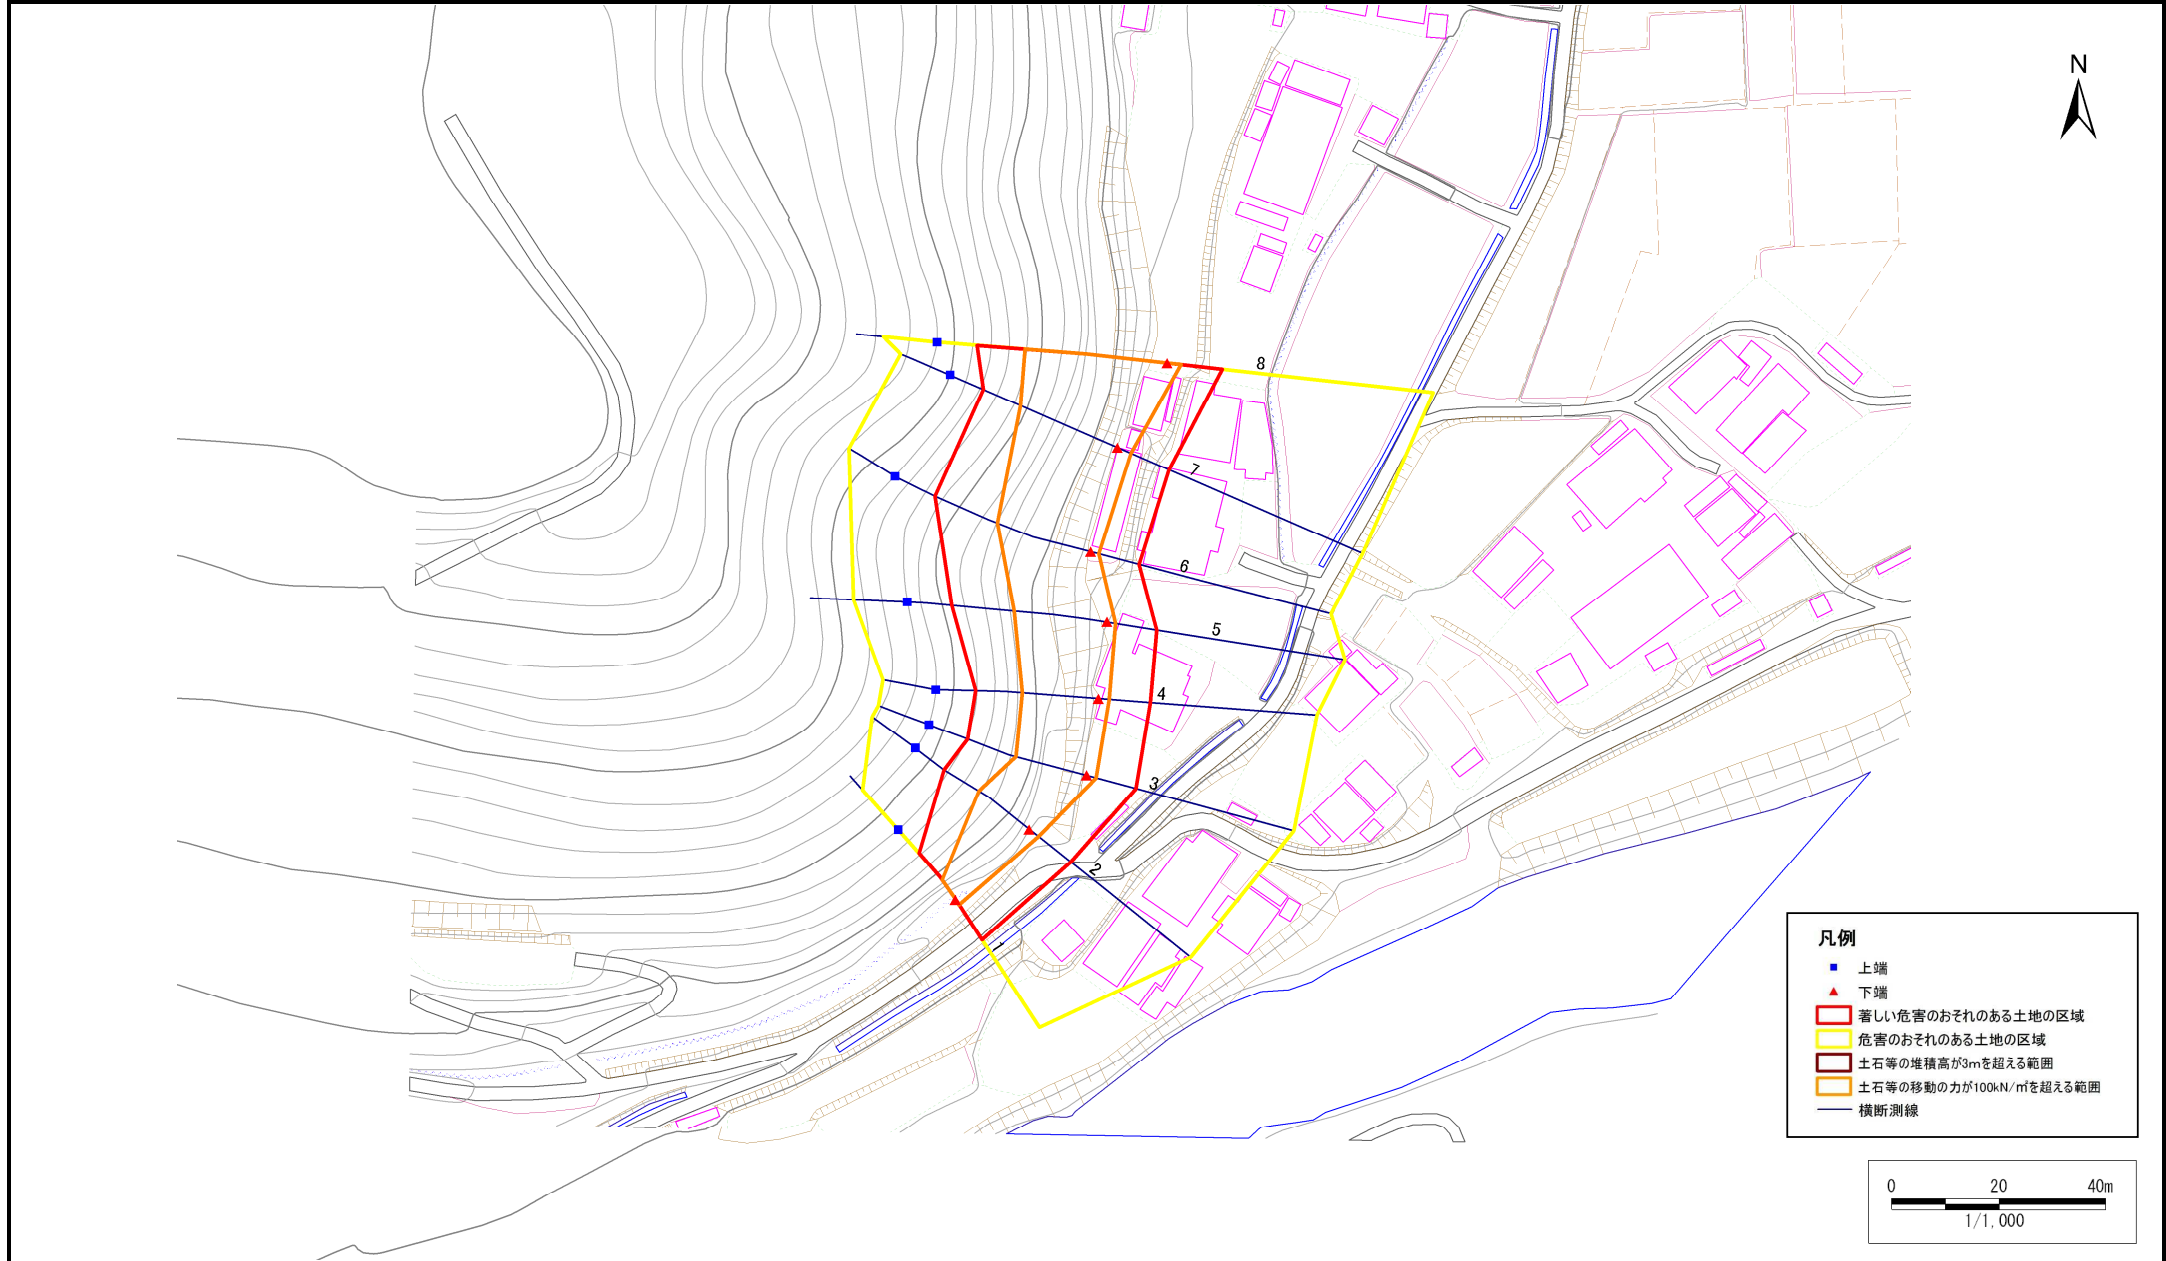 N
8
7
6
5
4
3
2
1
凡例
上端
下端
著しい危害のおそれのある土地の区域
危害のおそれのある土地の区域
土石等の堆積高が3mを超える範囲
土石等の移動の力が100kN/㎡を超える範囲
横断測線
0 20 40m
1/1,000